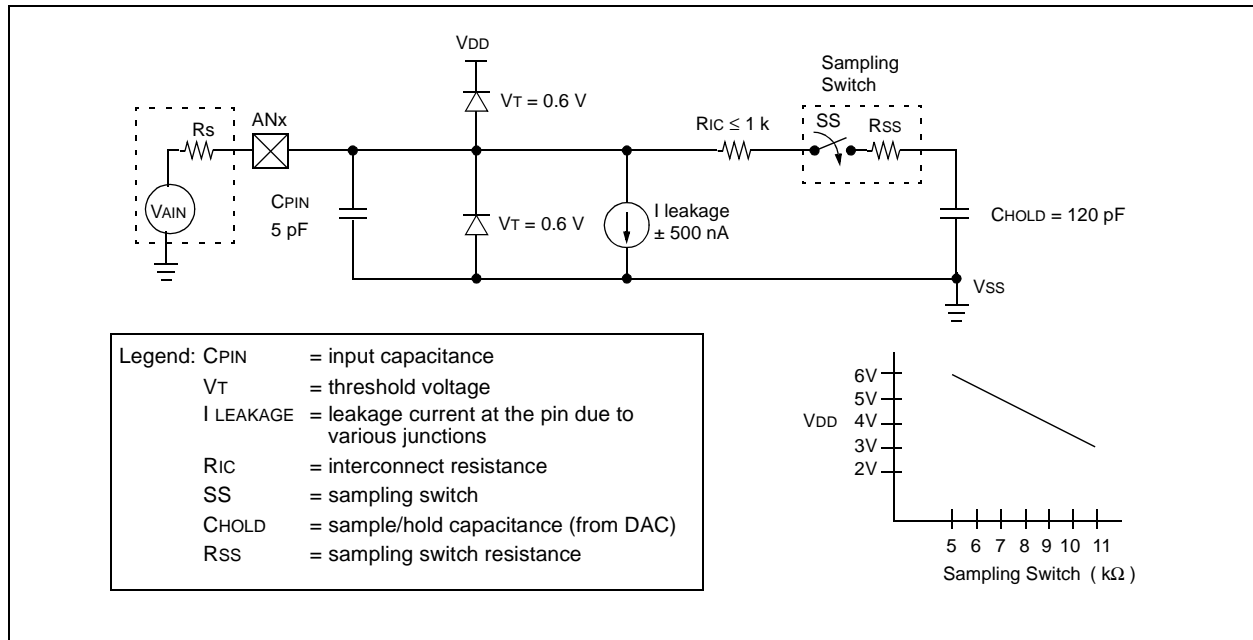 VDD
Sampling
Switch
VT = 0.6 V
ANx
Rs
RIC ≤ 1 k
SS
RSS
VAIN
CPIN
5 pF
VT = 0.6 V
I leakage
± 500 nA
CHOLD = 120 pF
VSS
Legend: CPIN = input capacitance
VT = threshold voltage
I LEAKAGE = leakage current at the pin due to
various junctions
RIC = interconnect resistance
SS = sampling switch
CHOLD = sample/hold capacitance (from DAC)
RSS = sampling switch resistance
6V
5V
VDD 4V
3V
2V
5 6 7 8 9 10 11
Sampling Switch ( kΩ )